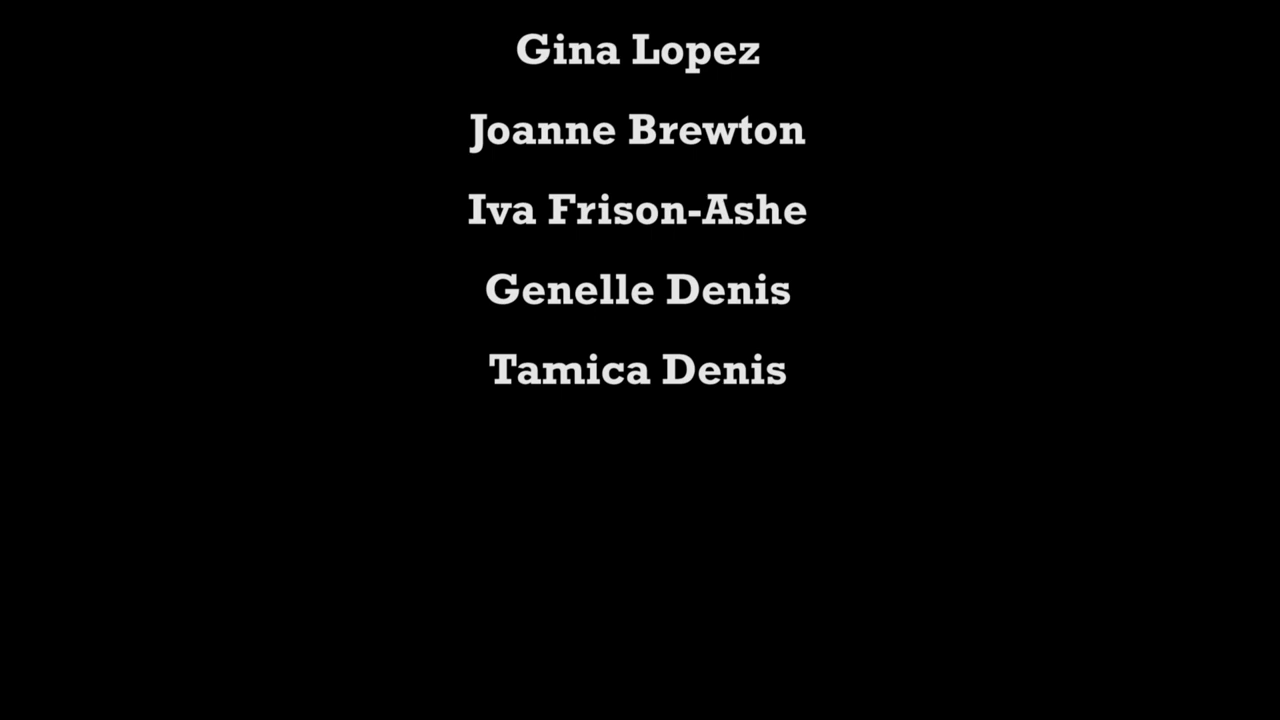 Gina Lopez
Joanne Brewton
Iva Frison-Ashe
Genelle Denis
Tamica Denis